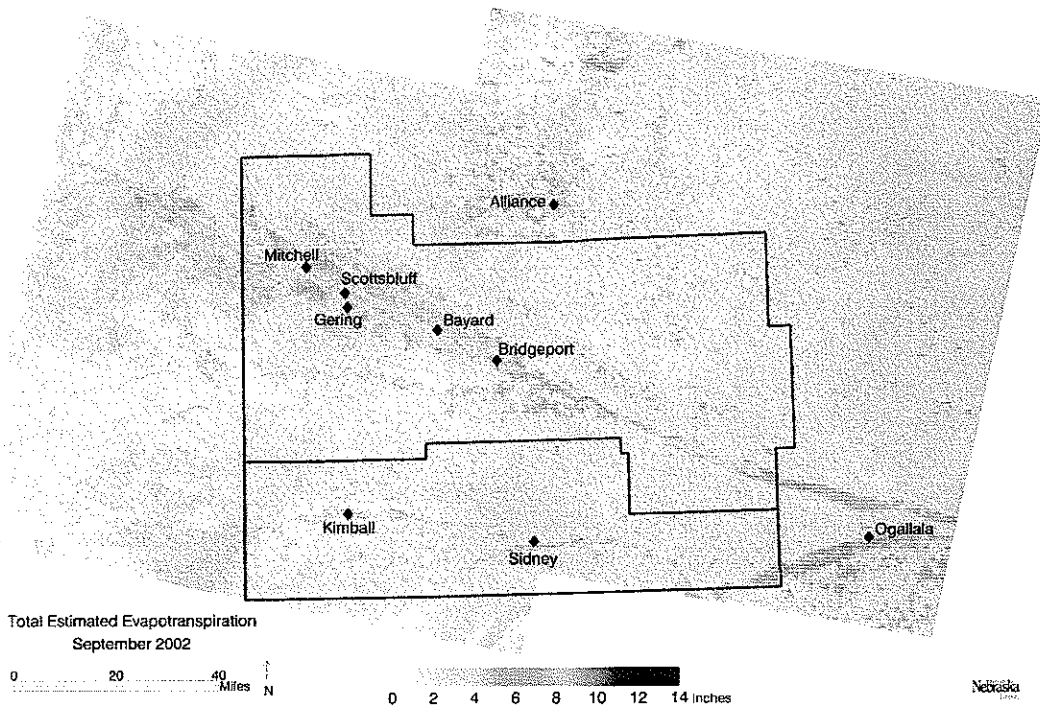 Alliance
Mitchell
Scottsbluff
Gering
Bayard
Bridgeport
Kimball
Sidney
Ogallala
Total Estimated Evapotranspiration
September 2002
0 20 40
Miles
N
0 2 4 6 8 10 12 14 Inches
Nebraska